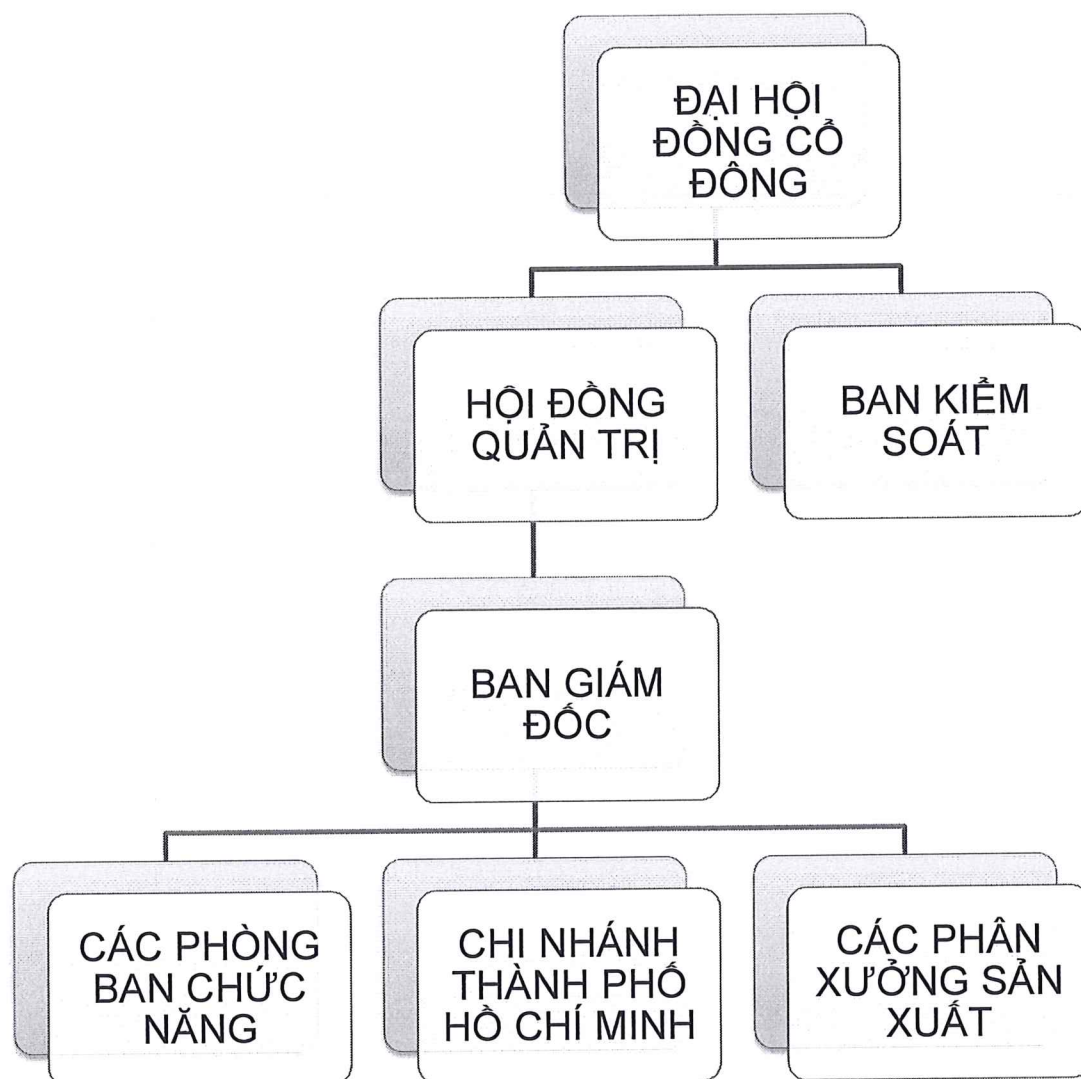 ĐẠI HỘI
ĐỒNG CỔ
ĐÔNG
HỘI ĐỒNG
QUẢN TRỊ
BAN KIỂM
SOÁT
BAN GIÁM
ĐỐC
CÁC PHÒNG
BAN CHỨC
NĂNG
CHI NHÁNH
THÀNH PHỐ
HỒ CHÍ MINH
CÁC PHÂN
XƯỞNG SẢN
XUẤT